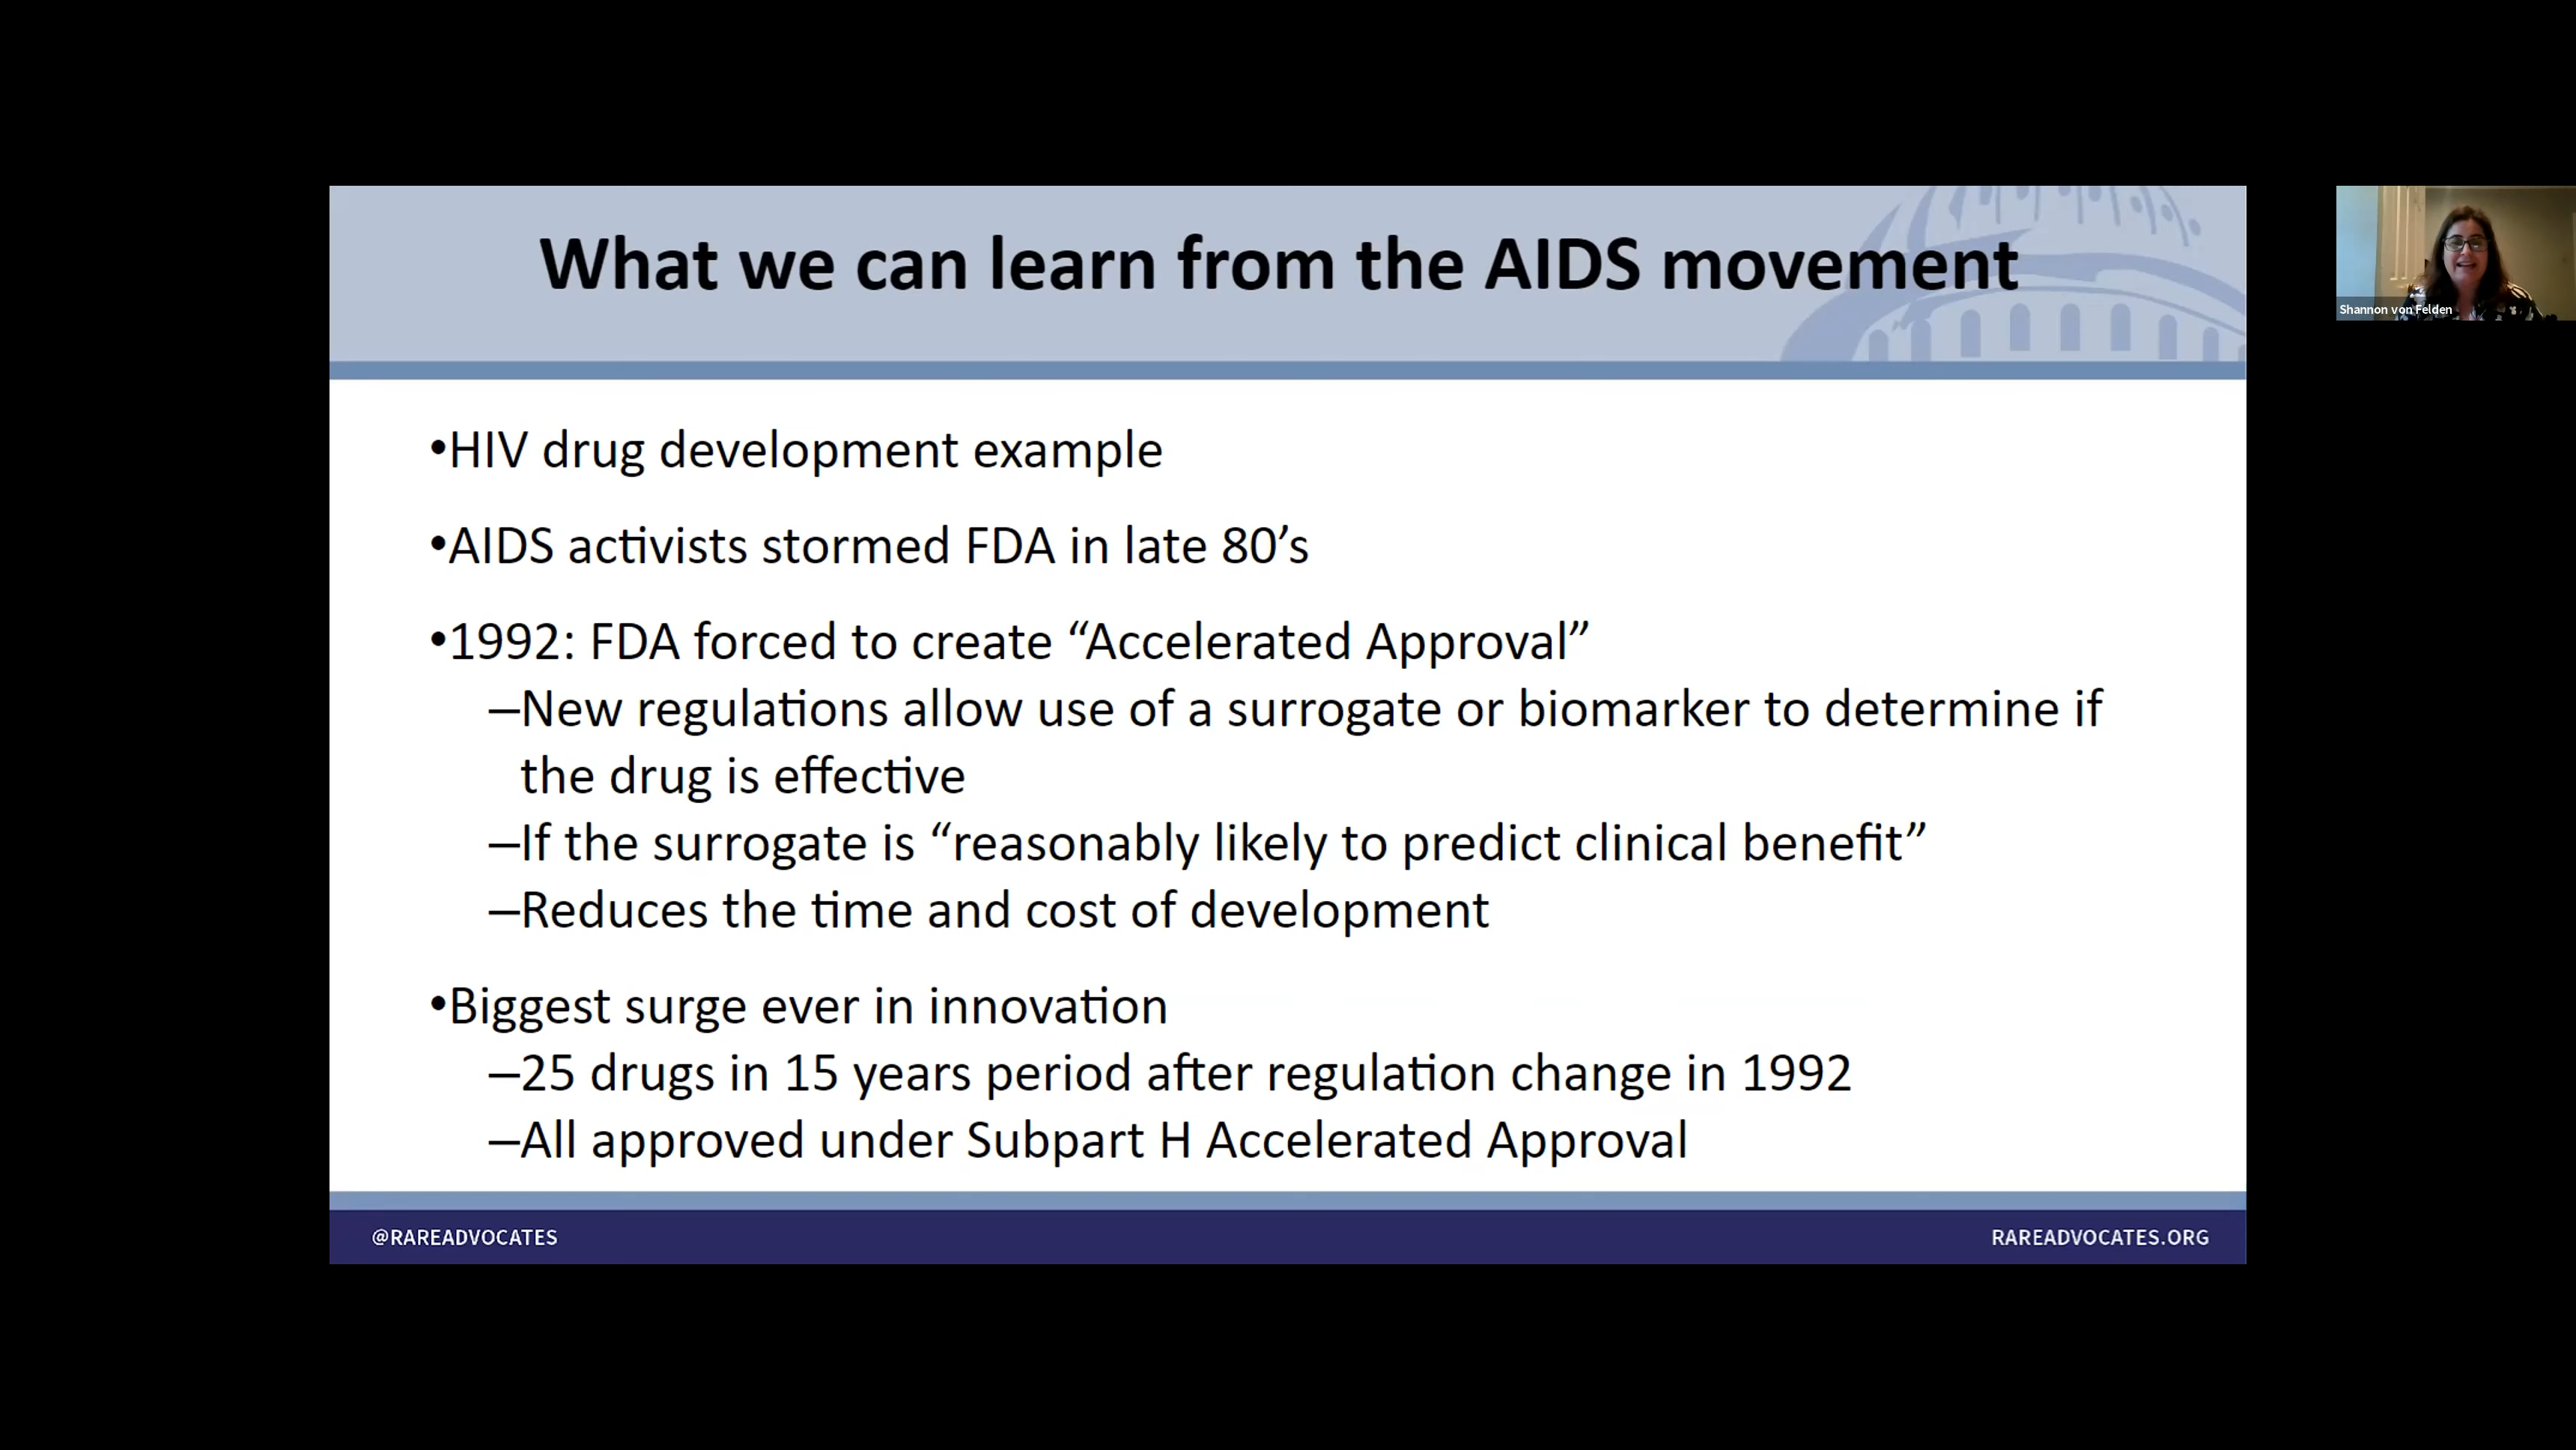 What we can learn from the AIDS movement
Shannon von Felden
•HIV drug development example
•AIDS activists stormed FDA in late 80’s
•1992: FDA forced to create “Accelerated Approval”
–New regulations allow use of a surrogate or biomarker to determine if
the drug is effective
–If the surrogate is “reasonably likely to predict clinical benefit”
–Reduces the time and cost of development
•Biggest surge ever in innovation
–25 drugs in 15 years period after regulation change in 1992
–All approved under Subpart H Accelerated Approval
@RAREADVOCATES
RAREADVOCATES.ORG